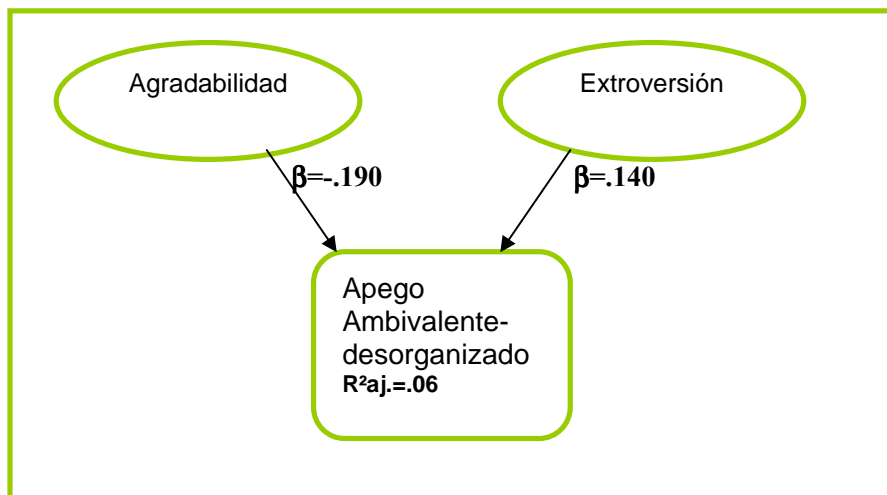 Agradabilidad
Extroversión
β=-.190
β=.140
Apego
Ambivalente-
desorganizado
R²aj.=.06